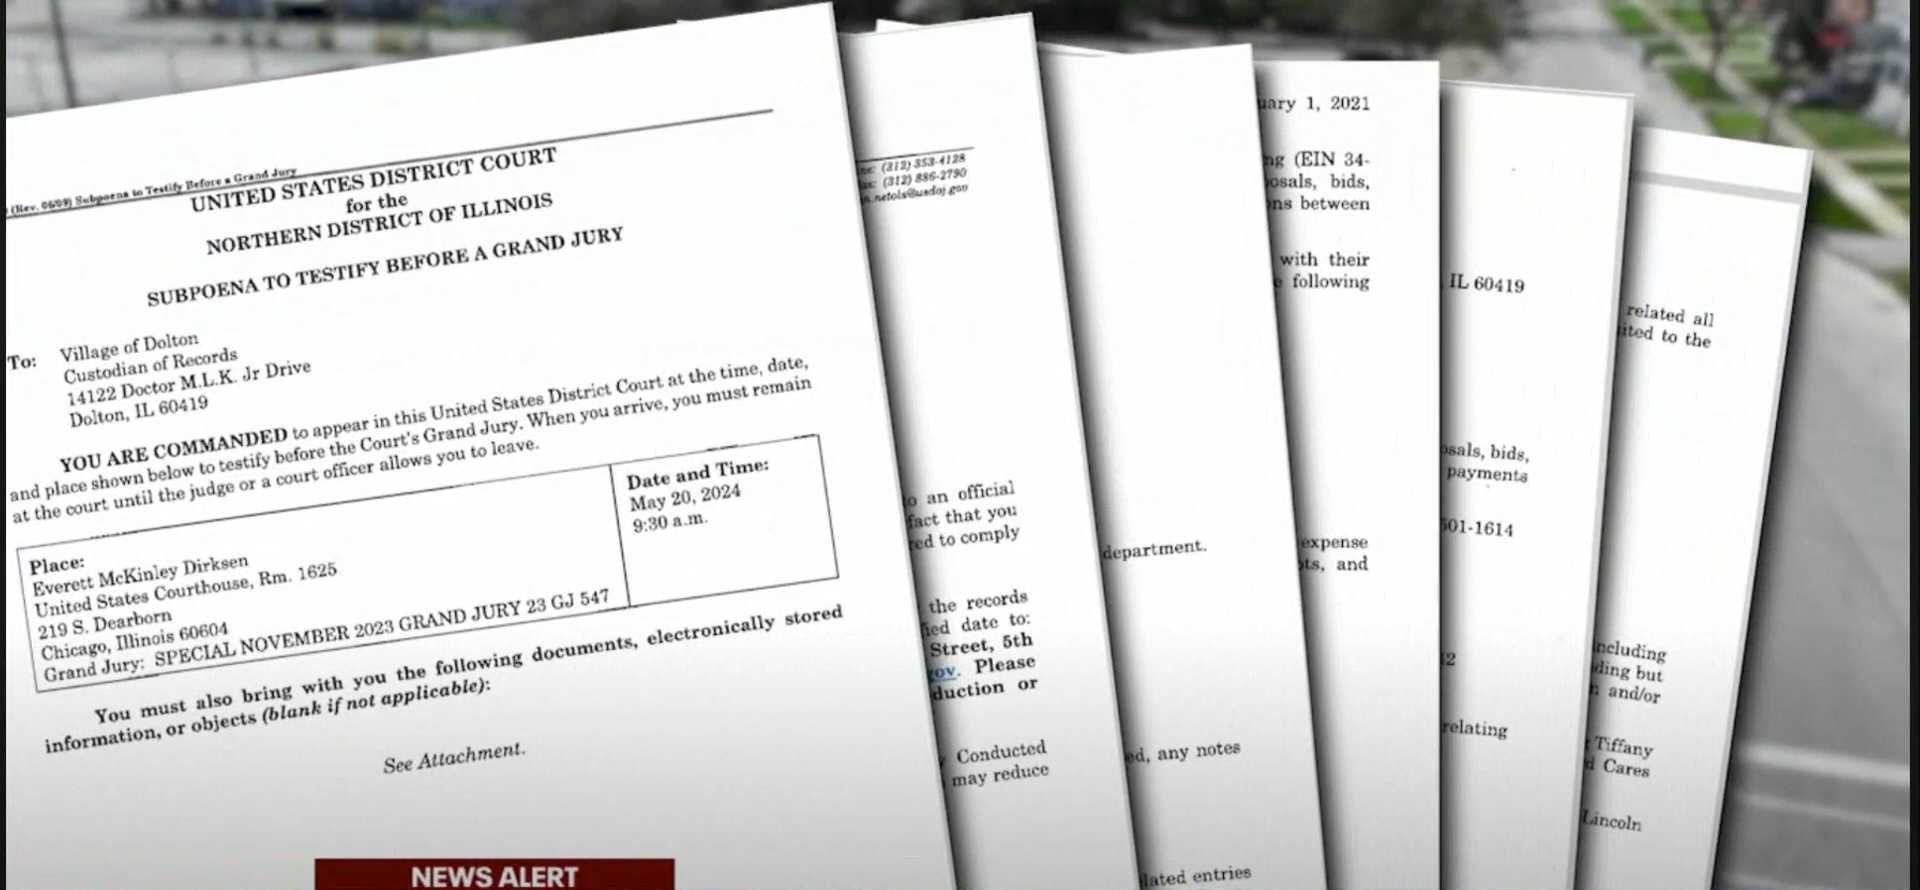 (Rev. 06/09) Subpoena to Testify Before a Grand Jury
UNITED STATES DISTRICT COURT
for the
NORTHERN DISTRICT OF ILLINOIS
SUBPOENA TO TESTIFY BEFORE A GRAND JURY
To:
Village of Dolton
Custodian of Records
14122 Doctor M.L.K. Jr Drive
Dolton, IL 60419
YOU ARE COMMANDED to appear in this United States District Court at the time, date,
and place shown below to testify before the Court's Grand Jury. When you arrive, you must remain
at the court until the judge or a court officer allows you to leave.
Place:
Everett McKinley Dirksen
United States Courthouse, Rm. 1625
219 S. Dearborn
Chicago, Illinois 60604
Grand Jury: SPECIAL NOVEMBER 2023 GRAND JURY 23 GJ 547
Date and Time:
May 20, 2024
9:30 a.m.
You must also bring with you the following documents, electronically stored
information, or objects (blank if not applicable):
See Attachment.
(312) 353-4128
(312) 886-2790
netols@usdoj.gov
an official
fact that you
to comply
the records
date to:
Street, 5th
gov. Please
duction or
Conducted
may reduce
department.
any notes
entries
1, 2021
(EIN 34-
bids,
between
with their
following
expense
and
IL 60419
bids,
payments
601-1614
relating
related all
to the
including
but
and/or
Tiffany
Cares
Lincoln
NEWS ALERT